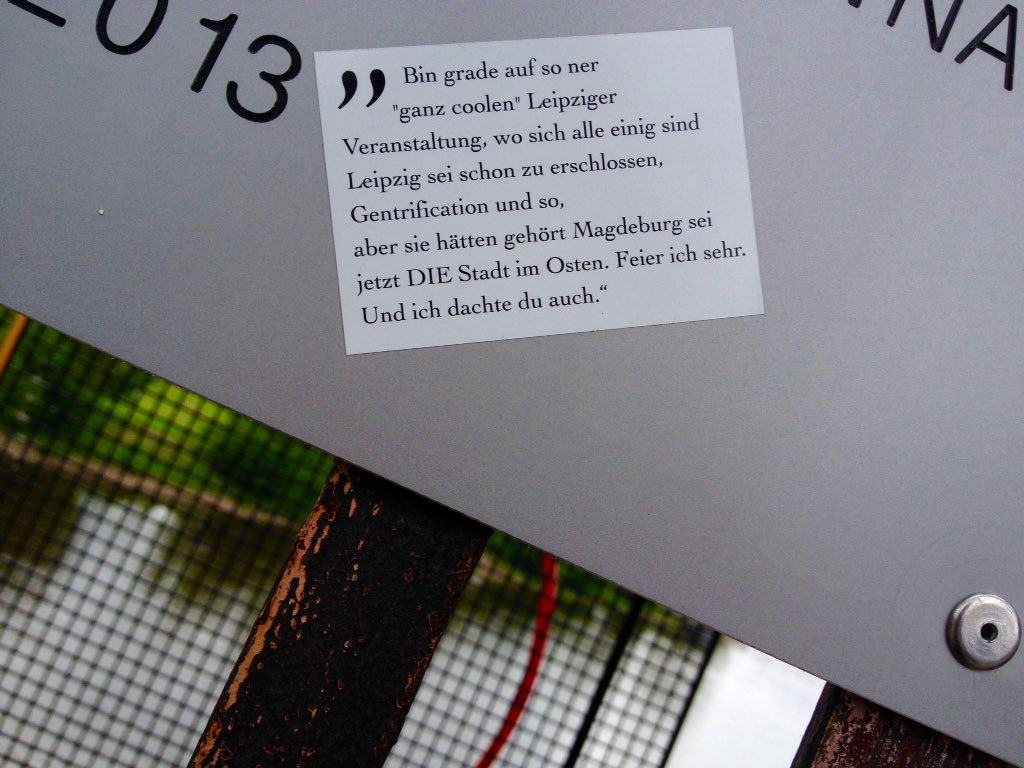 2013
„ Bin grade auf so ner
"ganz coolen" Leipziger
Veranstaltung, wo sich alle einig sind
Leipzig sei schon zu erschlossen,
Gentrification und so,
aber sie hätten gehört Magdeburg sei
jetzt DIE Stadt im Osten. Feier ich sehr.
Und ich dachte du auch.“